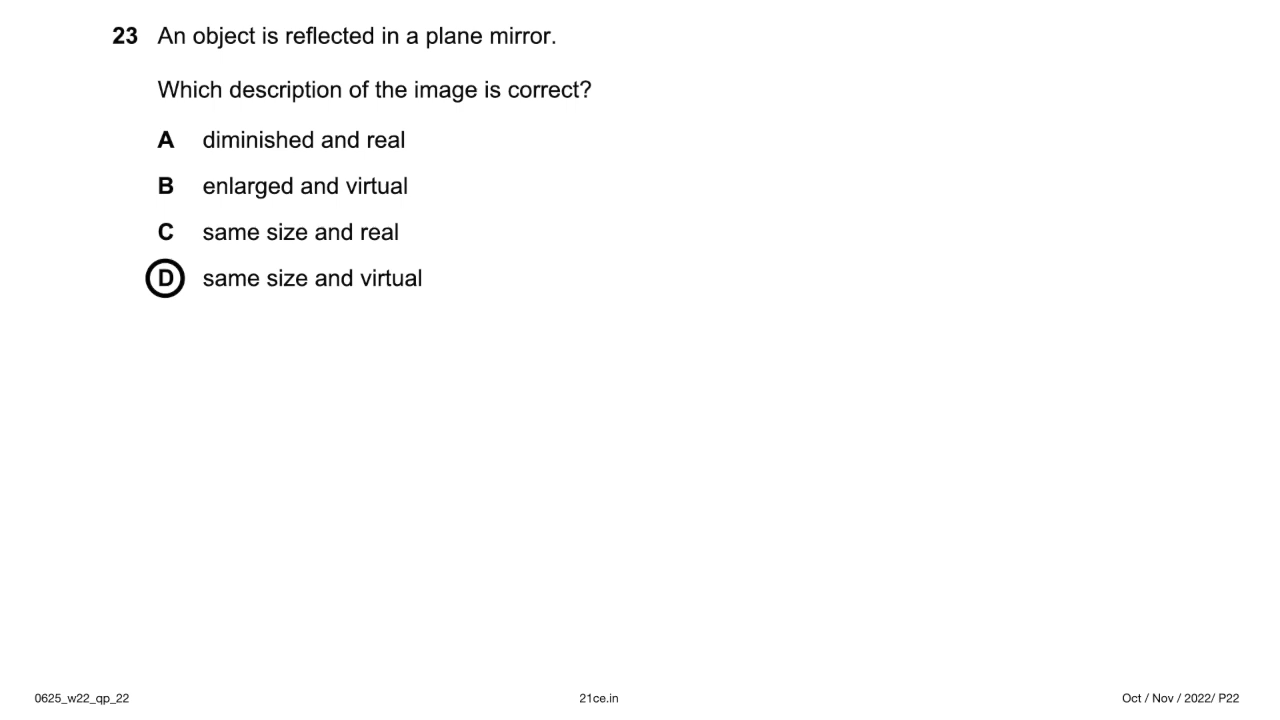 23 An object is reflected in a plane mirror.
Which description of the image is correct?
A diminished and real
B enlarged and virtual
C same size and real
D same size and virtual
0625_w22_qp_22 21ce.in Oct / Nov / 2022/ P22